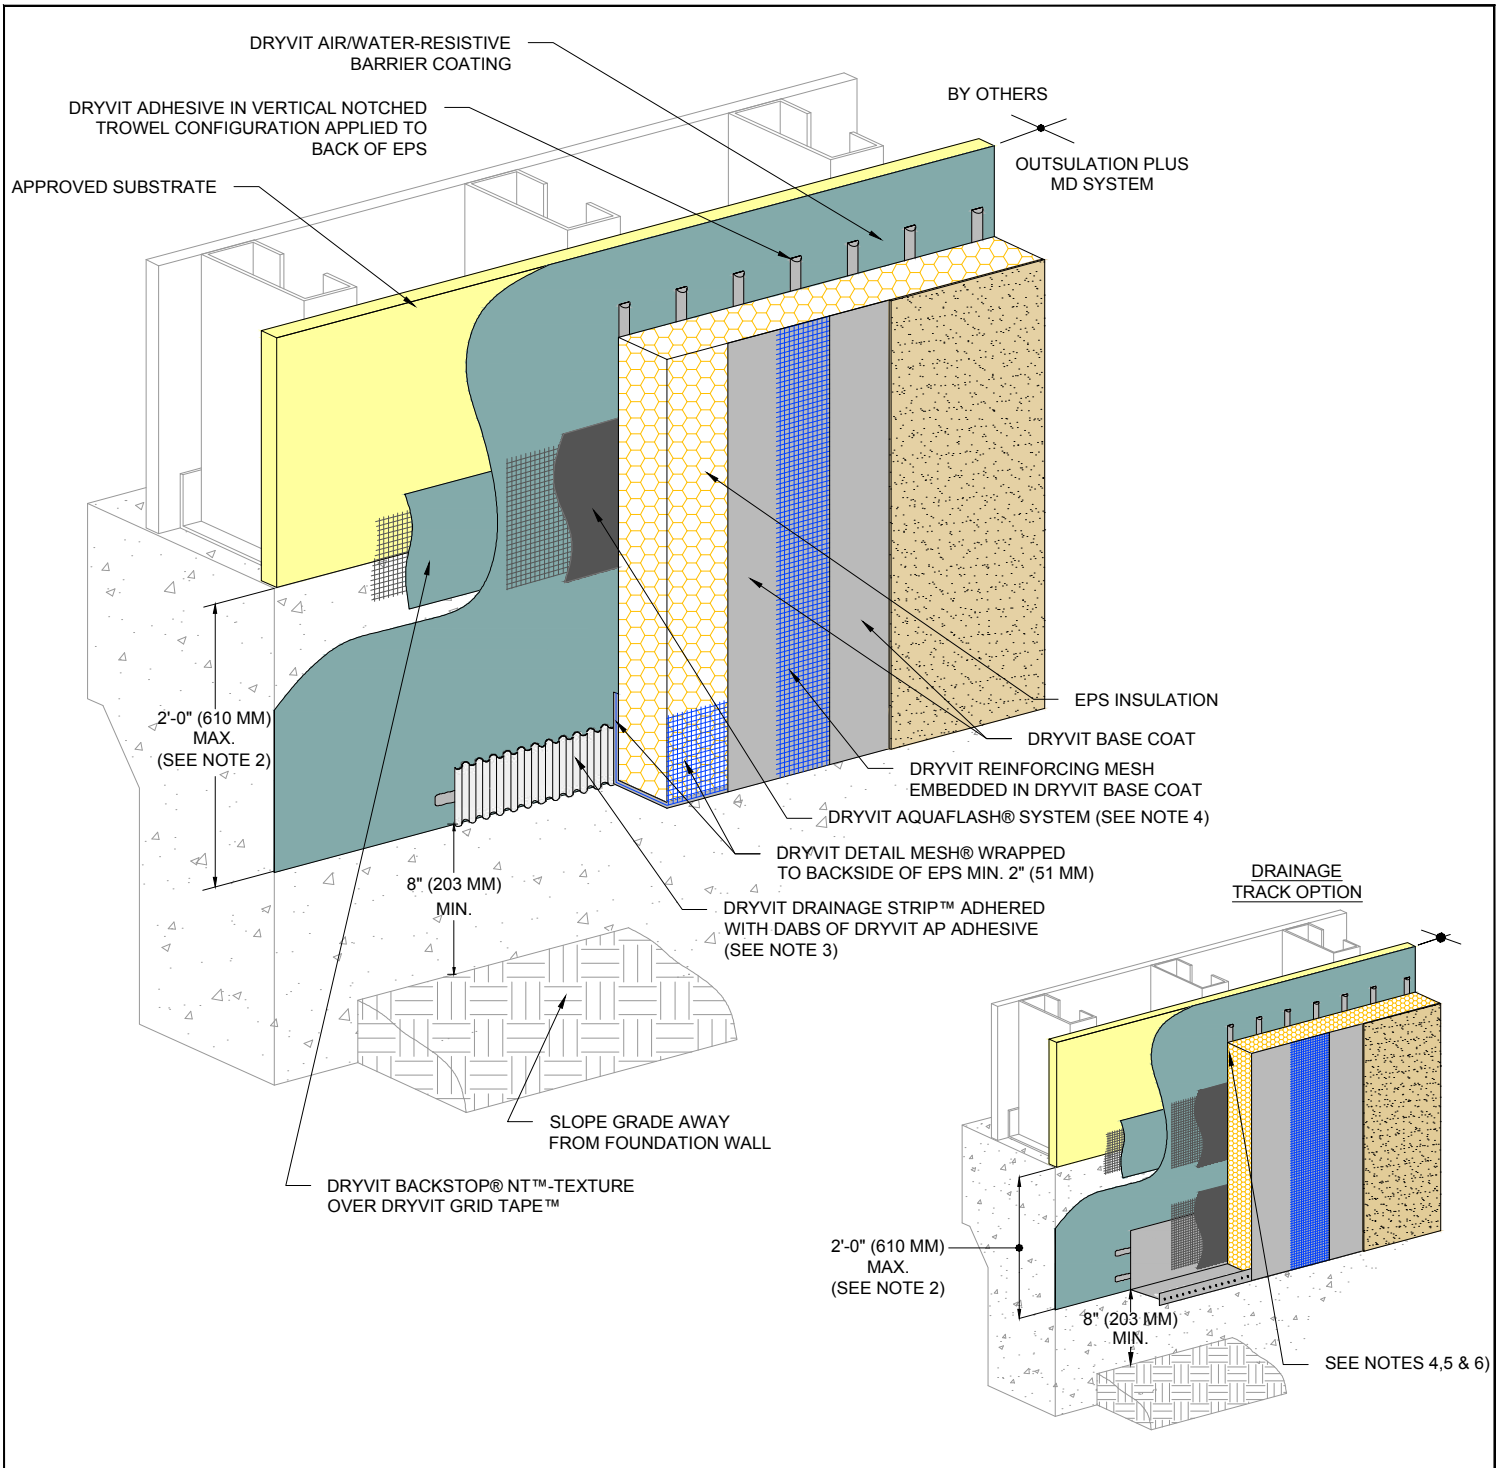 DRYVIT AIR/WATER-RESISTIVE
BARRIER COATING
DRYVIT ADHESIVE IN VERTICAL NOTCHED
TROWEL CONFIGURATION APPLIED TO
BACK OF EPS
APPROVED SUBSTRATE
BY OTHERS
OUTSULATION PLUS
MD SYSTEM
2'-0" (610 MM)
MAX.
(SEE NOTE 2)
EPS INSULATION
DRYVIT BASE COAT
DRYVIT REINFORCING MESH
EMBEDDED IN DRYVIT BASE COAT
DRYVIT AQUAFLASH® SYSTEM (SEE NOTE 4)
DRYVIT DETAIL MESH® WRAPPED
TO BACKSIDE OF EPS MIN. 2" (51 MM)
8" (203 MM)
MIN.
DRYVIT DRAINAGE STRIP™ ADHERED
WITH DABS OF DRYVIT AP ADHESIVE
(SEE NOTE 3)
SLOPE GRADE AWAY
FROM FOUNDATION WALL
DRYVIT BACKSTOP® NT™-TEXTURE
OVER DRYVIT GRID TAPE™
DRAINAGE
TRACK OPTION
2'-0" (610 MM)
MAX.
(SEE NOTE 2)
8" (203 MM)
MIN.
SEE NOTES 4,5 & 6)